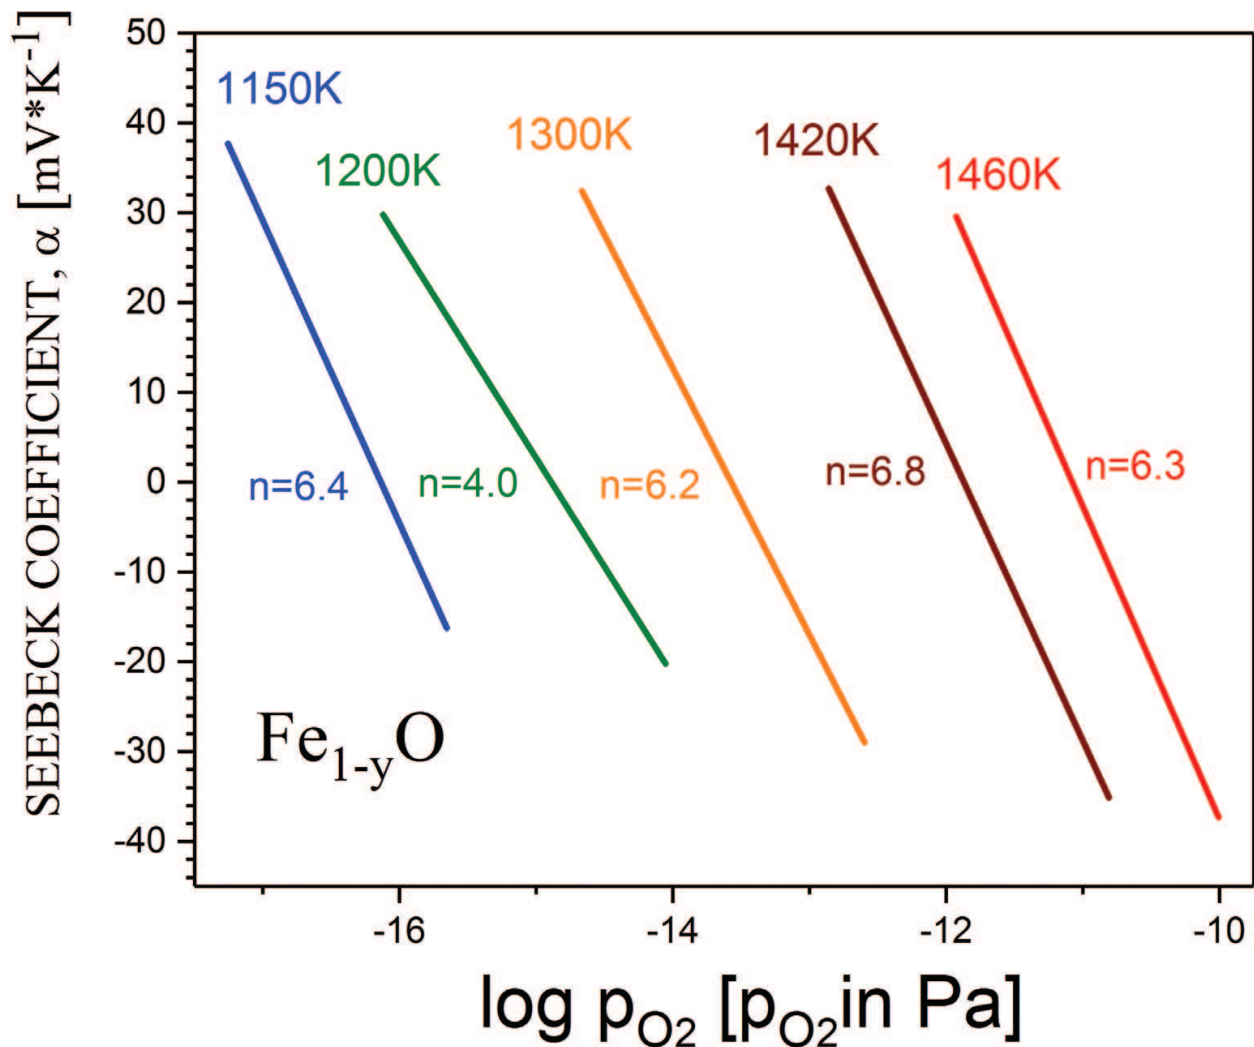 SEEBECK COEFFICIENT, α [mV*K⁻¹]
50
40
30
20
10
0
-10
-20
-30
-40
1150K
1200K
1300K
1420K
1460K
n=6.4
n=4.0
n=6.2
n=6.8
n=6.3
Fe₁₋yO
-16
-14
-12
-10
log pO₂ [pO₂in Pa]